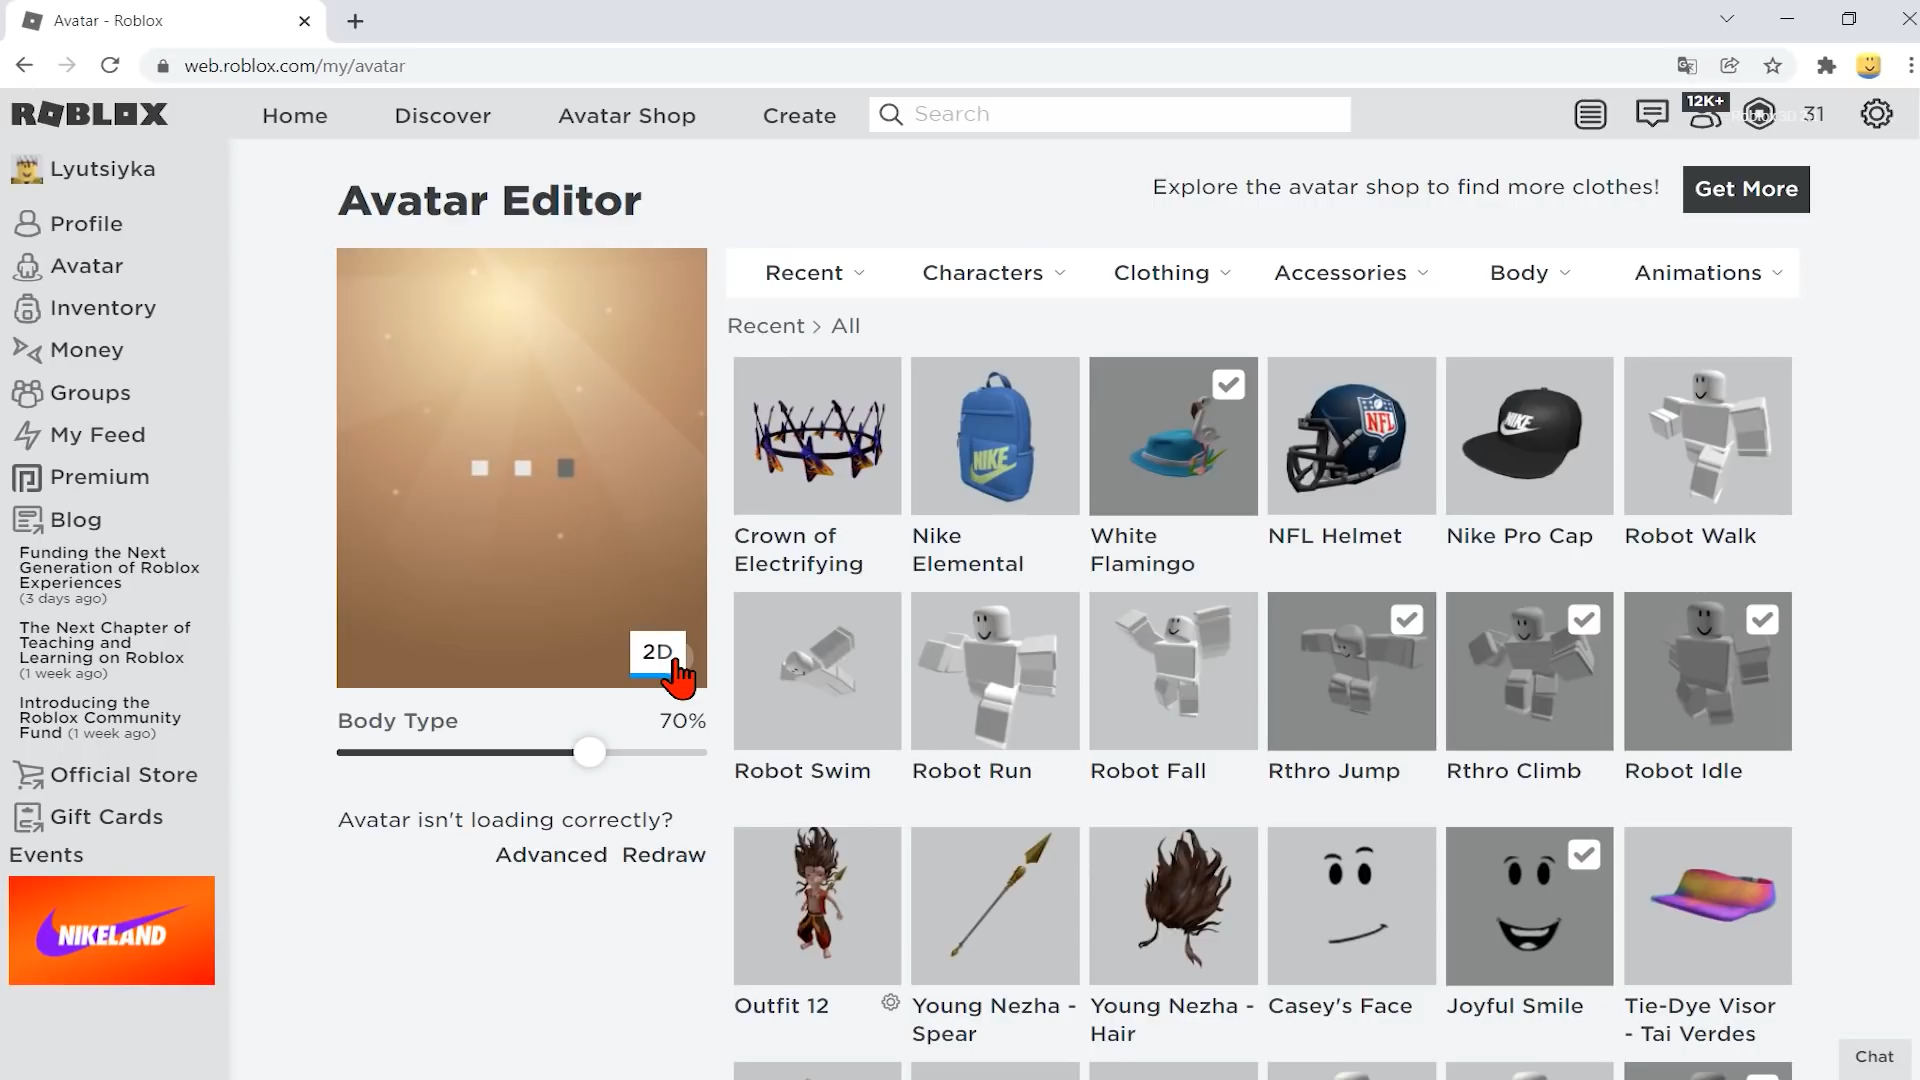 Avatar - Roblox
web.roblox.com/my/avatar
ROBLOX
Home
Discover
Avatar Shop
Create
Search
12K+
31
Lyutsiyka
Profile
Avatar
Inventory
Money
Groups
My Feed
Premium
Blog
Funding the Next
Generation of Roblox
Experiences
(3 days ago)
The Next Chapter of
Teaching and
Learning on Roblox
(1 week ago)
Introducing the
Roblox Community
Fund (1 week ago)
Official Store
Gift Cards
Events
NIKELAND
Avatar Editor
Explore the avatar shop to find more clothes!
Get More
2D
Body Type
70%
Avatar isn't loading correctly?
Advanced
Redraw
Recent
Characters
Clothing
Accessories
Body
Animations
Recent > All
NIKE
NFL
NIKE
Crown of
Electrifying
Nike
Elemental
White
Flamingo
NFL Helmet
Nike Pro Cap
Robot Walk
Robot Swim
Robot Run
Robot Fall
Rthro Jump
Rthro Climb
Robot Idle
Outfit 12
Young Nezha -
Spear
Young Nezha -
Hair
Casey's Face
Joyful Smile
Tie-Dye Visor
- Tai Verdes
Chat